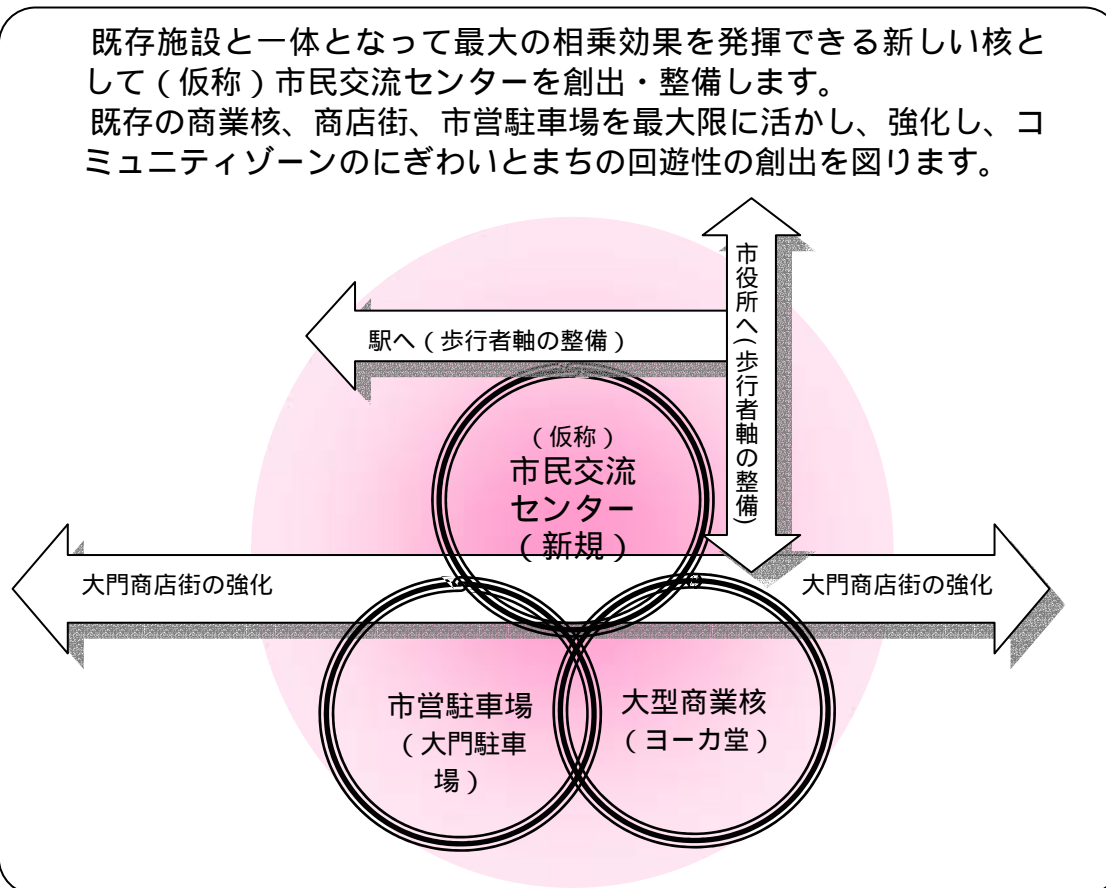 既存施設と一体となって最大の相乗効果を発揮できる新しい核と
して（仮称）市民交流センターを創出・整備します。
既存の商業核、商店街、市営駐車場を最大限に活かし、強化し、コ
ミュニティゾーンのにぎわいとまちの回遊性の創出を図ります。
市役所へ（歩行者軸の整備）
駅へ（歩行者軸の整備）
（仮称）
市民交流
センター
（新規）
大門商店街の強化
大門商店街の強化
市営駐車場
（大門駐車
場）
大型商業核
（ヨーカ堂）